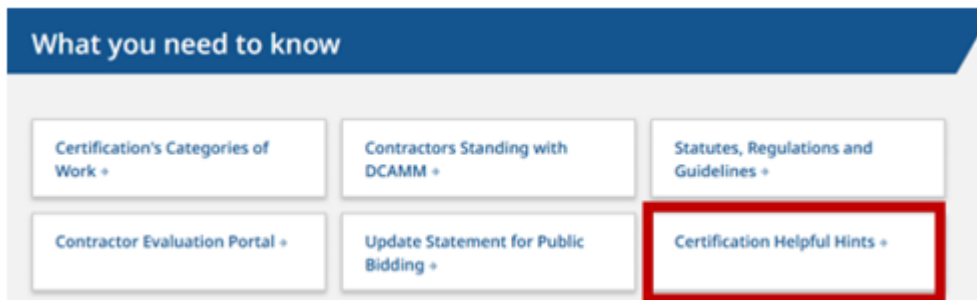 What you need to know
Certification's Categories of
Work
Contractors Standing with
DCAMM
Statutes, Regulations and
Guidelines
Contractor Evaluation Portal
Update Statement for Public
Bidding
Certification Helpful Hints